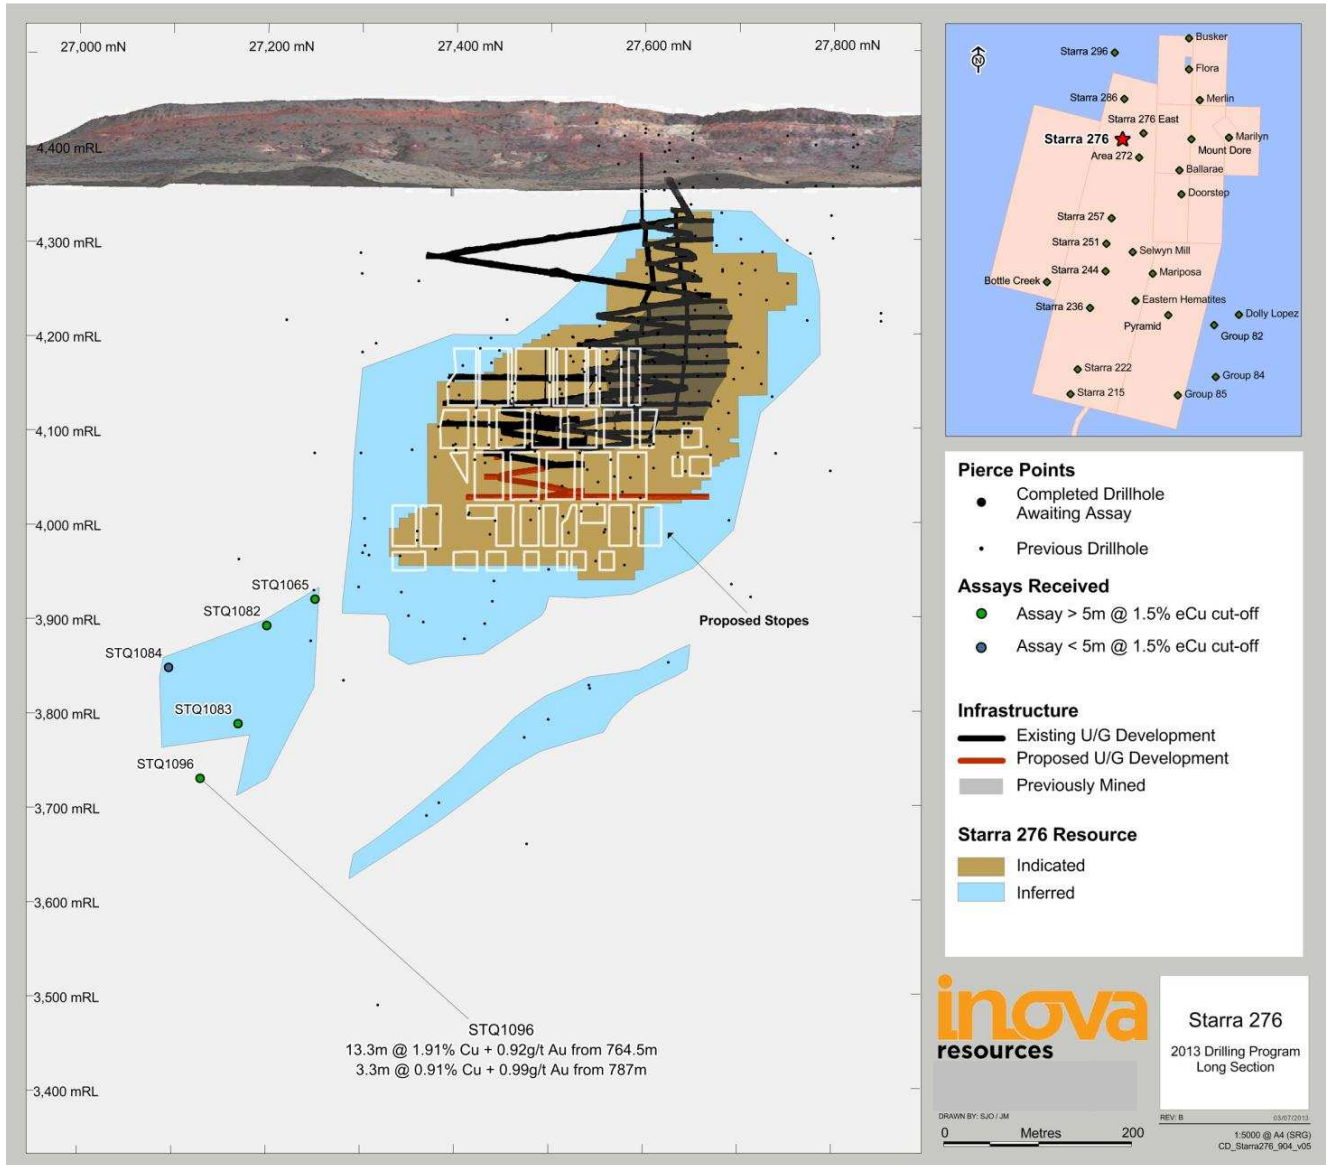 27,000 mN
27,200 mN
27,400 mN
27,600 mN
27,800 mN
4,400 mRL
4,300 mRL
4,200 mRL
4,100 mRL
4,000 mRL
3,900 mRL
3,800 mRL
3,700 mRL
3,600 mRL
3,500 mRL
3,400 mRL
STQ1065
STQ1082
STQ1084
STQ1083
STQ1096
Proposed Stopes
STQ1096
13.3m @ 1.91% Cu + 0.92g/t Au from 764.5m
3.3m @ 0.91% Cu + 0.99g/t Au from 787m
N
Busker
Starra 296
Flora
Starra 286
Merlin
Starra 276 East
Starra 276
Marilyn
Mount Dore
Area 272
Ballarae
Doorstep
Starra 257
Starra 251
Selwyn Mill
Starra 244
Mariposa
Bottle Creek
Eastern Hematites
Starra 236
Pyramid
Dolly Lopez
Group 82
Starra 222
Group 84
Starra 215
Group 85
Pierce Points
Completed Drillhole
Awaiting Assay
Previous Drillhole
Assays Received
Assay > 5m @ 1.5% eCu cut-off
Assay < 5m @ 1.5% eCu cut-off
Infrastructure
Existing U/G Development
Proposed U/G Development
Previously Mined
Starra 276 Resource
Indicated
Inferred
inova
resources
DRAWN BY: SJO / JM
0 Metres 200
Starra 276
2013 Drilling Program
Long Section
REV: B 03/07/2013
1:5000 @ A4 (SRG)
CD_Starra276_904_v05